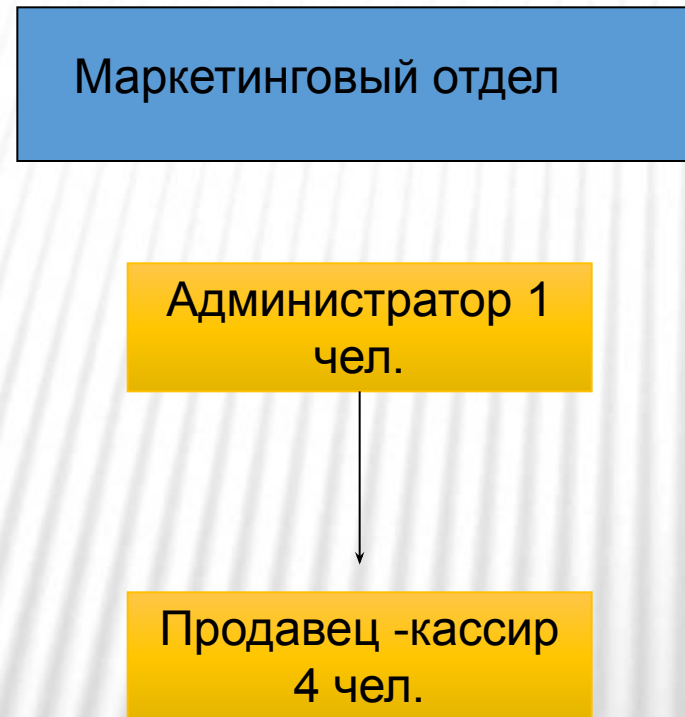 Маркетинговый отдел
Администратор 1
чел.
Продавец -кассир
4 чел.